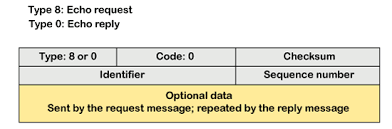 Type 8: Echo request
Type 0: Echo reply
Type: 8 or 0 Code: 0 Checksum
Identifier Sequence number
Optional data
Sent by the request message; repeated by the reply message